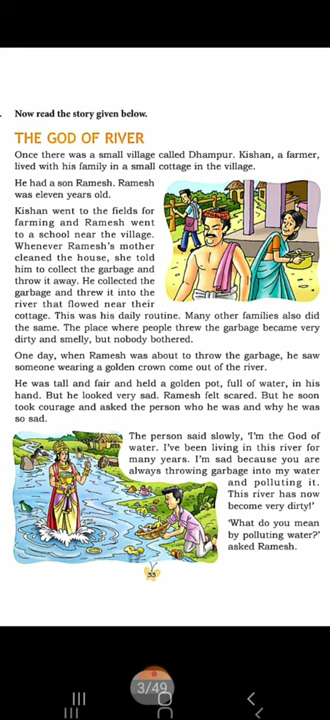 . Now read the story given below.
THE GOD OF RIVER
Once there was a small village called Dhampur. Kishan, a farmer,
lived with his family in a small cottage in the village.
He had a son Ramesh. Ramesh
was eleven years old.
Kishan went to the fields for
farming and Ramesh went
to a school near the village.
Whenever Ramesh's mother
cleaned the house, she told
him to collect the garbage and
throw it away. He collected the
garbage and threw it into the
river that flowed near their
cottage. This was his daily routine. Many other families also did
the same. The place where people threw the garbage became very
dirty and smelly, but nobody bothered.
One day, when Ramesh was about to throw the garbage, he saw
someone wearing a golden crown come out of the river.
He was tall and fair and held a golden pot, full of water, in his
hand. But he looked very sad. Ramesh felt scared. But he soon
took courage and asked the person who he was and why he was
so sad.
The person said slowly, 'I'm the God of
water. I've been living in this river for
many years. I'm sad because you are
always throwing garbage into my water
and polluting it.
This river has now
become very dirty!'
'What do you mean
by polluting water?'
asked Ramesh.
33
3/49